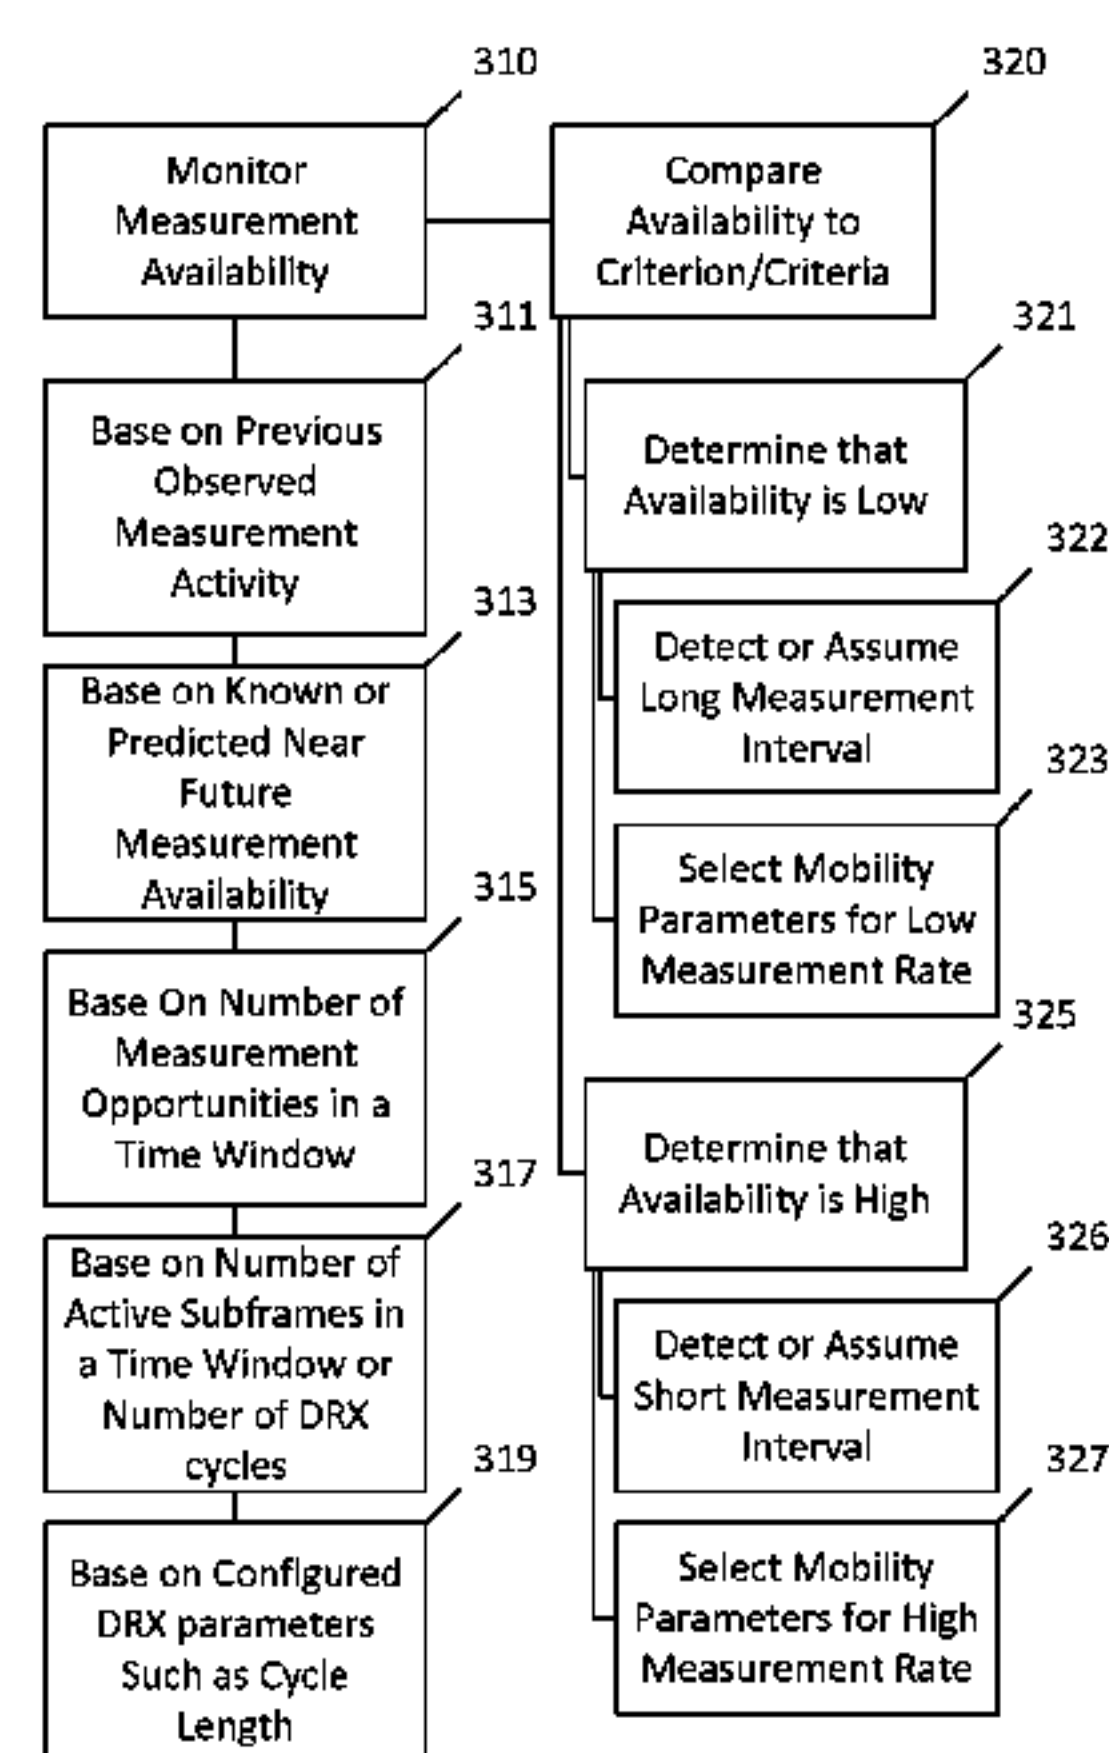 310
Monitor
Measurement
Availability
311
Base on Previous
Observed
Measurement
Activity
313
Base on Known or
Predicted Near
Future
Measurement
Availability
315
Base On Number of
Measurement
Opportunities in a
Time Window
317
Base on Number of
Active Subframes in
a Time Window or
Number of DRX
cycles
319
Base on Configured
DRX parameters
Such as Cycle
Length
320
Compare
Availability to
Criterion/Criteria
321
Determine that
Availability is Low
322
Detect or Assume
Long Measurement
Interval
323
Select Mobility
Parameters for Low
Measurement Rate
325
Determine that
Availability is High
326
Detect or Assume
Short Measurement
Interval
327
Select Mobility
Parameters for High
Measurement Rate